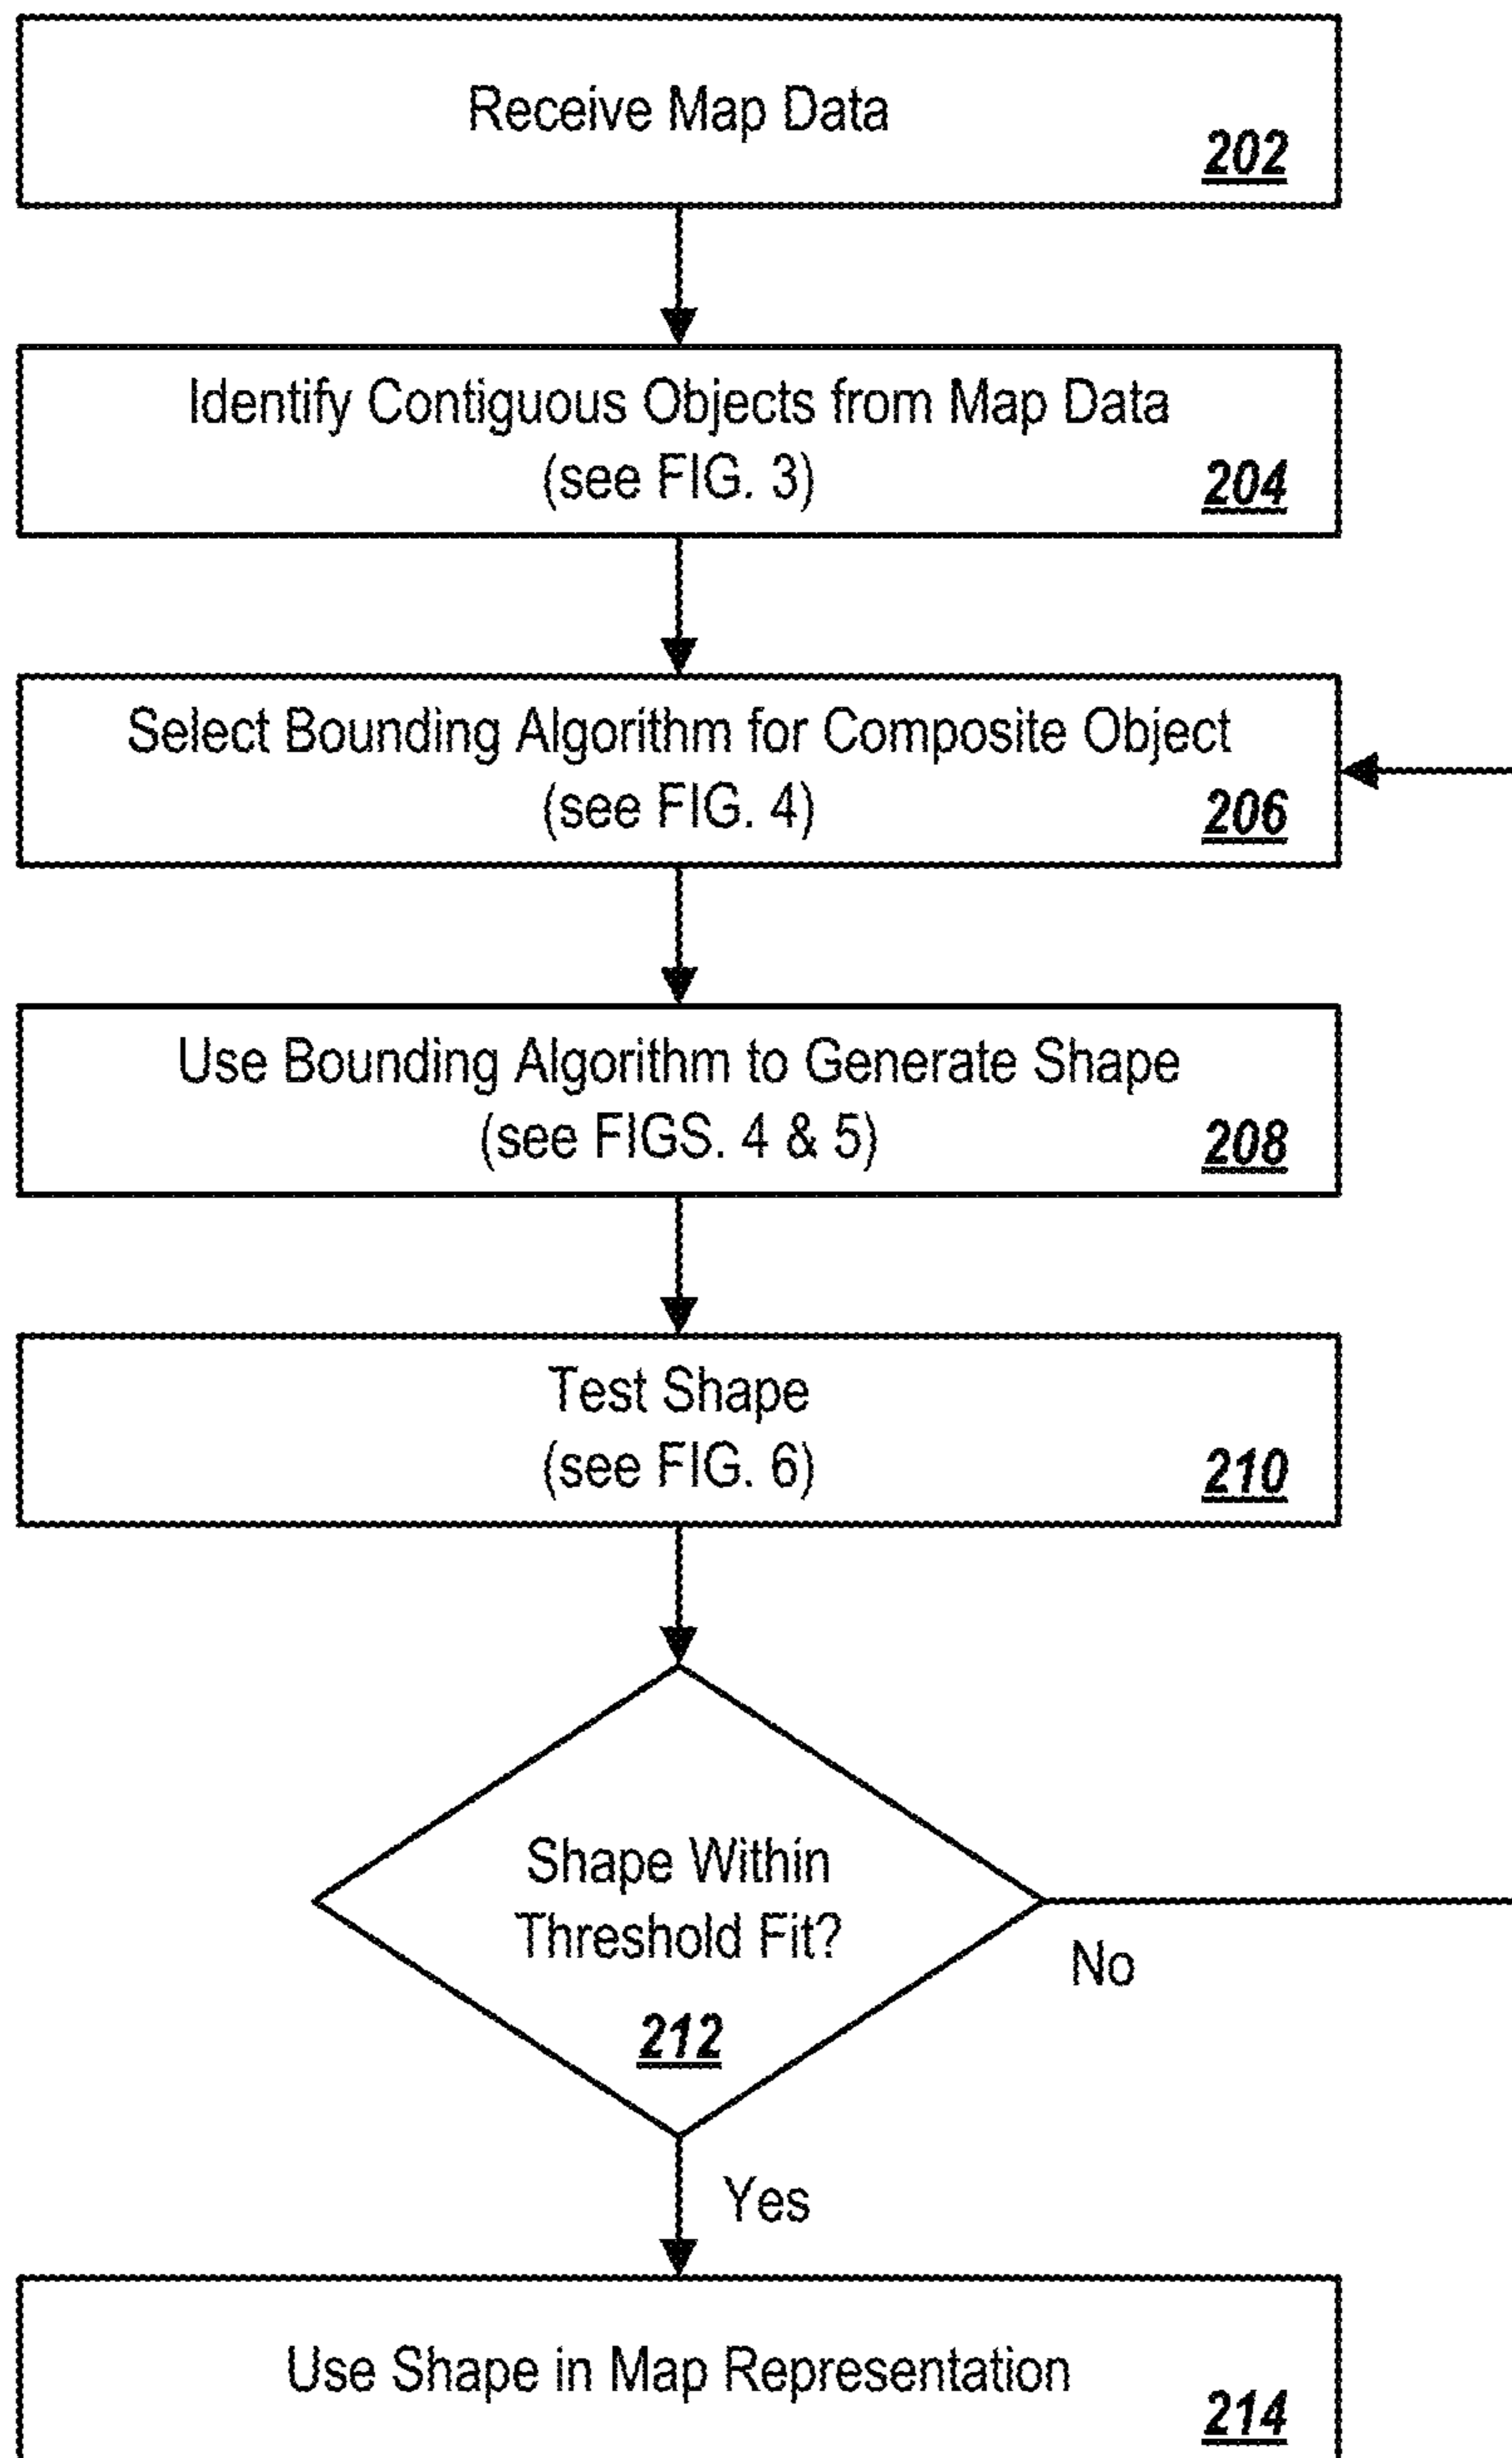 Receive Map Data
202
Identify Contiguous Objects from Map Data
(see FIG. 3)
204
Select Bounding Algorithm for Composite Object
(see FIG. 4)
206
Use Bounding Algorithm to Generate Shape
(see FIGS. 4 & 5)
208
Test Shape
(see FIG. 6)
210
Shape Within
Threshold Fit?
212
No
Yes
Use Shape in Map Representation
214